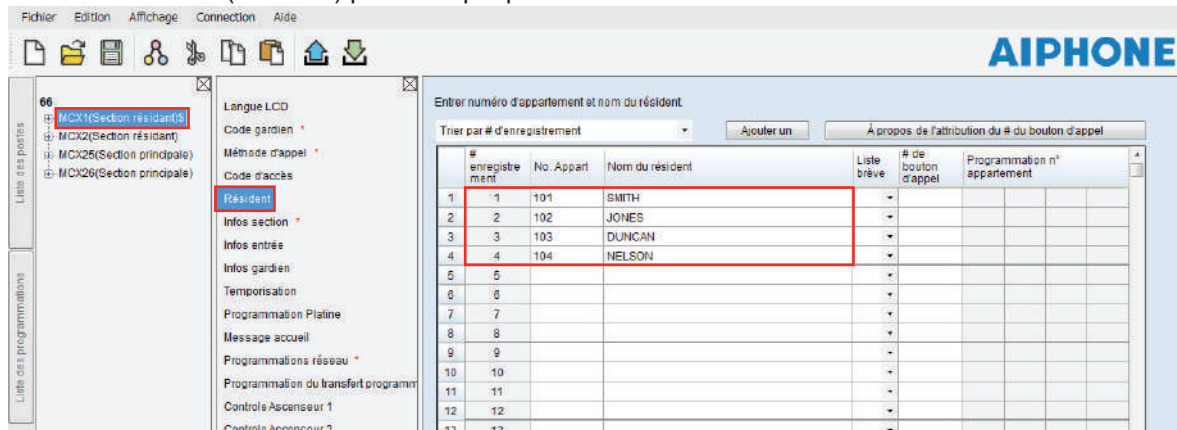 Fichier Edition Affichage Connection Aide
AIPHONE
Liste des postes
Liste des programmations
66
MCX1(Section résidant)S
MCX2(Section résidant)
MCX25(Section principale)
MCX26(Section principale)
Langue LCD
Code gardien *
Méthode d'appel *
Code d'accès
Résident
Infos section *
Infos entrée
Infos gardien
Temporisation
Programmation Platine
Message accueil
Programmations réseau *
Programmation du transfert programm
Controle Ascenseur 1
Controle Ascenseur 2
Entrer numéro d'appartement et nom du résident.
Trier par # d'enregistrement Ajouter un À propos de l'attribution du # du bouton d'appel
# enregistre ment No. Appart Nom du résident Liste brève # de bouton d'appel Programmation n° appartement
1 1 101 SMITH
2 2 102 JONES
3 3 103 DUNCAN
4 4 104 NELSON
5 5
6 6
7 7
8 8
9 9
10 10
11 11
12 12